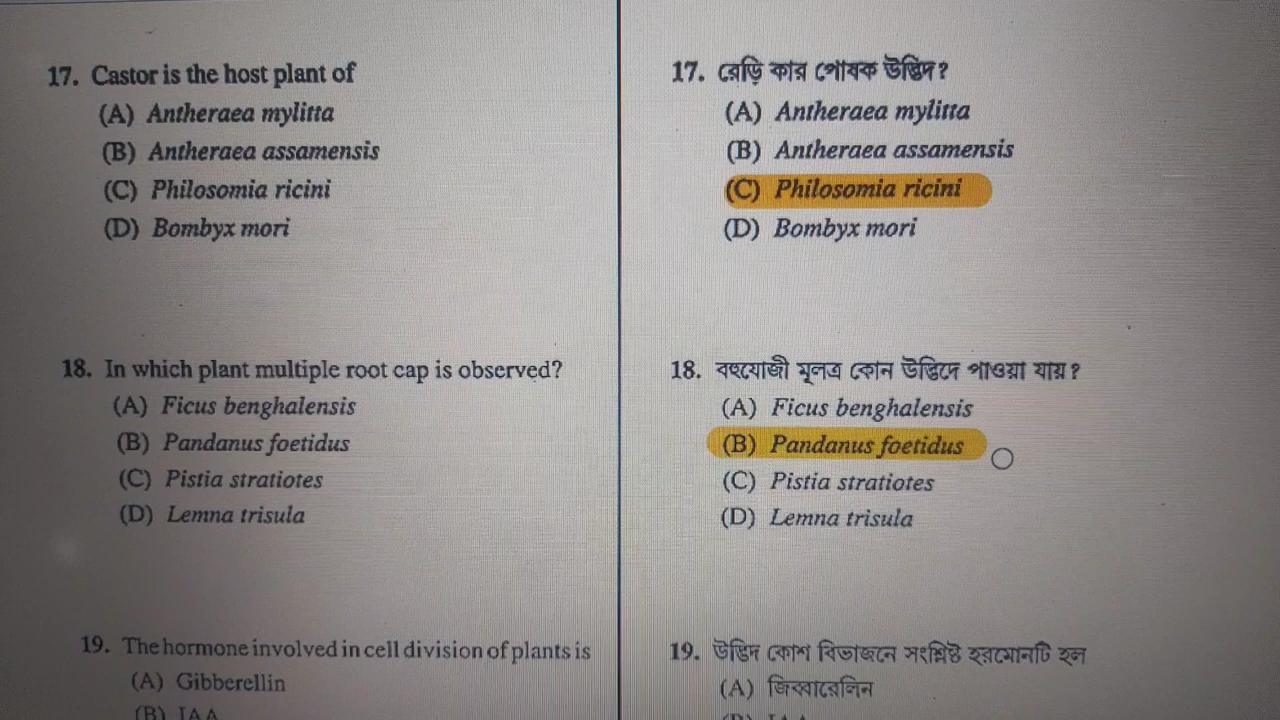 17. Castor is the host plant of
(A) Antheraea mylitta
(B) Antheraea assamensis
(C) Philosomia ricini
(D) Bombyx mori
18. In which plant multiple root cap is observed?
(A) Ficus benghalensis
(B) Pandanus foetidus
(C) Pistia stratiotes
(D) Lemna trisula
19. The hormone involved in cell division of plants is
(A) Gibberellin
(B) IAA
17. রেড়ি কার পোষক উদ্ভিদ?
(A) Antheraea mylitta
(B) Antheraea assamensis
(C) Philosomia ricini
(D) Bombyx mori
18. বহুযোজী মূলত্র কোন উদ্ভিদে পাওয়া যায়?
(A) Ficus benghalensis
(B) Pandanus foetidus
(C) Pistia stratiotes
(D) Lemna trisula
19. উদ্ভিদ কোশ বিভাজনে সংশ্লিষ্ট হরমোনটি হল
(A) জিব্বারেলিন
(B) IAA